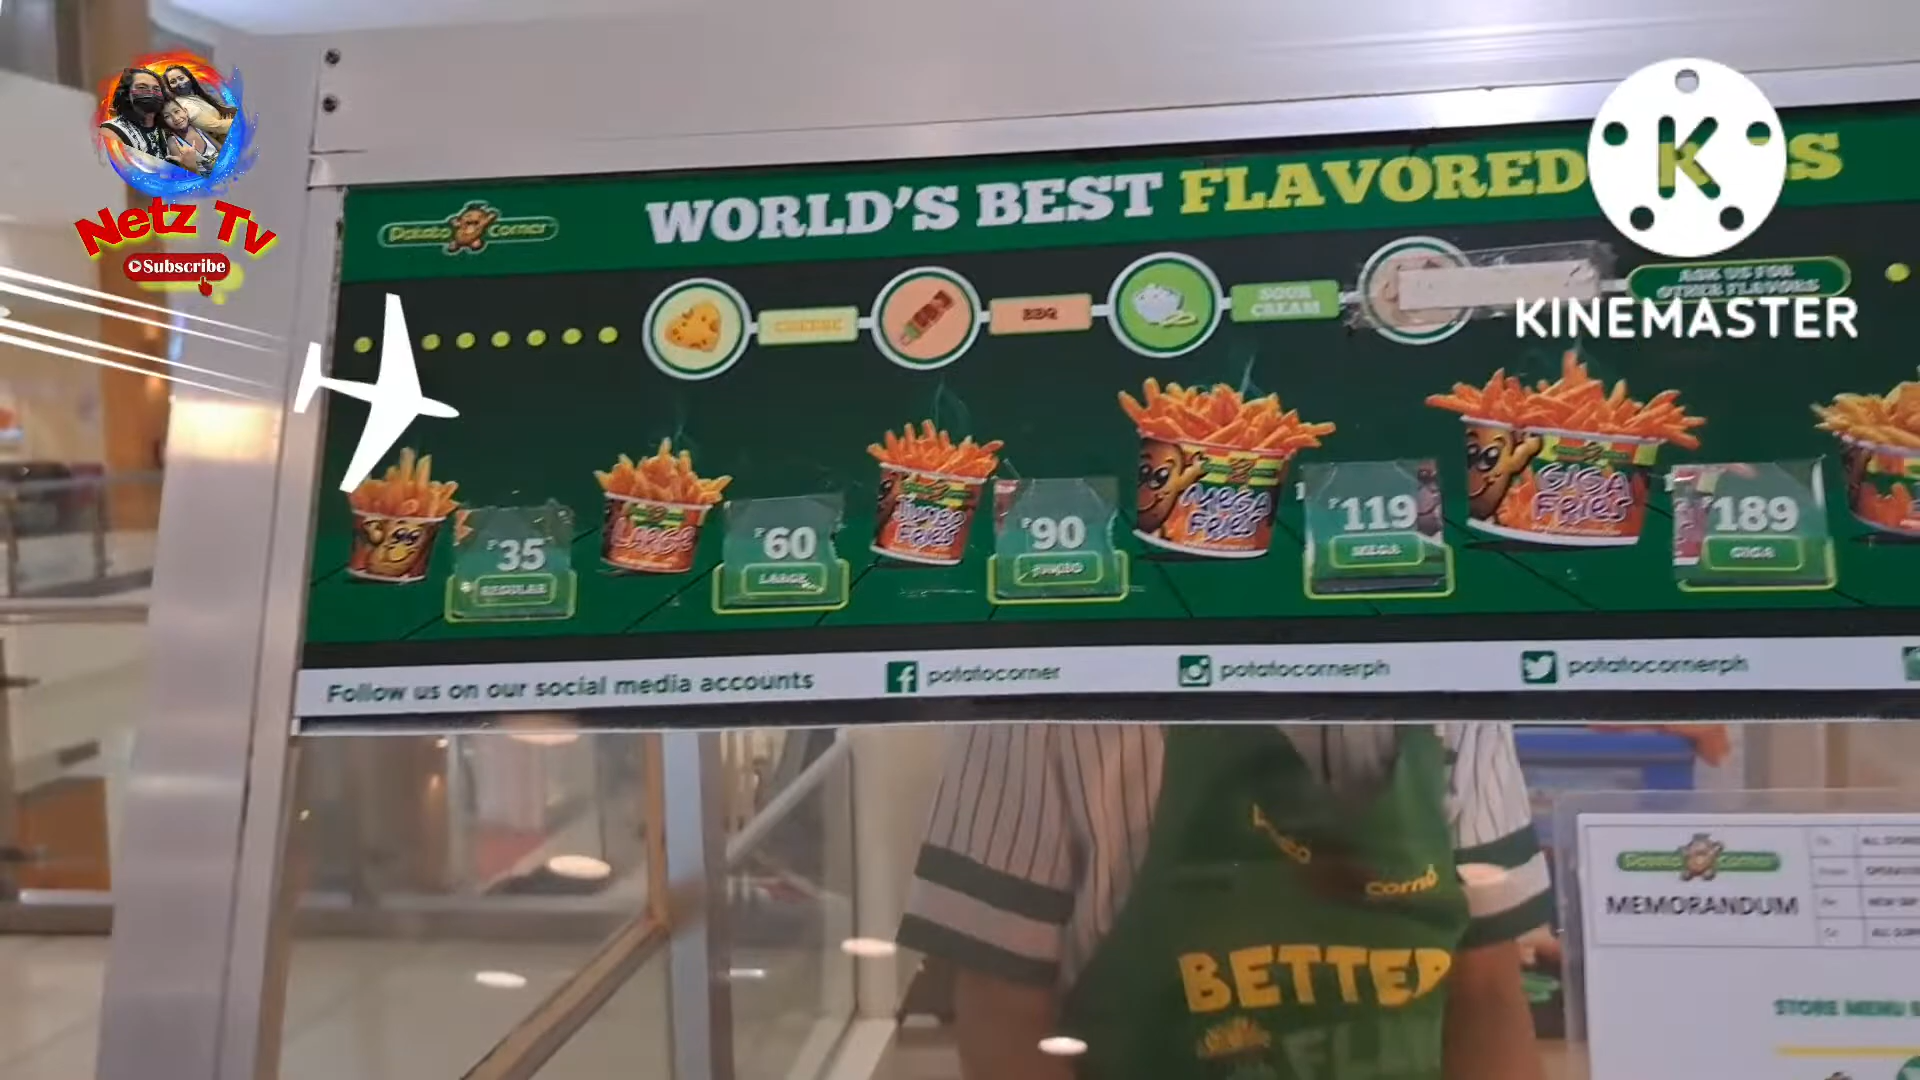 Netz Tv
Subscribe
K
KINEMASTER
Potato Corner
WORLD'S BEST FLAVORED
CHEESE
BBQ
SOUR CREAM
ASK US FOR
OTHER FLAVORS
₱35
REGULAR
LARGE
₱60
LARGE
JUMBO FRIES
₱90
JUMBO
MEGA FRIES
₱119
MEGA
GIGA FRIES
₱189
GIGA
Follow us on our social media accounts
potatocorner
potatocornerph
potatocornerph
BETTER
Potato Corner
MEMORANDUM
STORE MENU